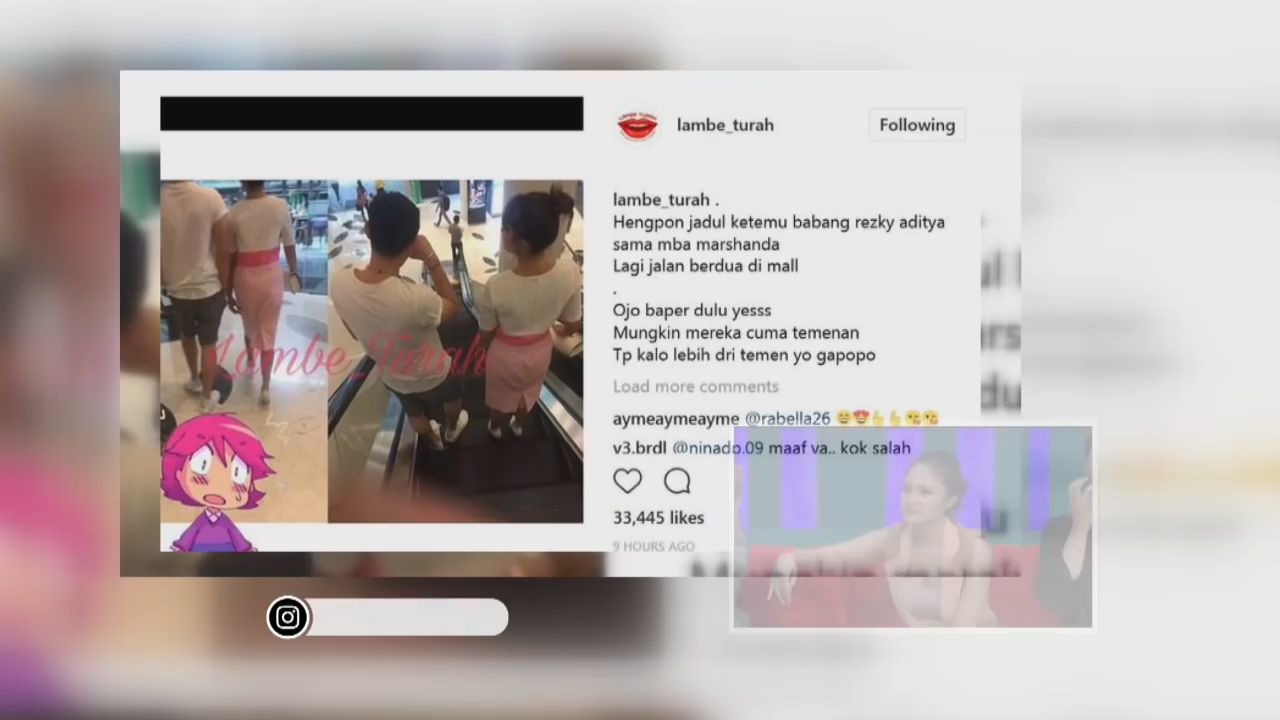 lambe_turah
Following
lambe_turah .
Hengpon jadul ketemu babang rezky aditya
sama mba marshanda
Lagi jalan berdua di mall
.
Ojo baper dulu yesss
Mungkin mereka cuma temenan
Tp kalo lebih dri temen yo gapopo
Load more comments
aymeaymeayme @rabella26 😄😍👆👆😘😘
v3.brdl @ninado.09 maaf va.. kok salah
33,445 likes
9 HOURS AGO
Lambe_Turah